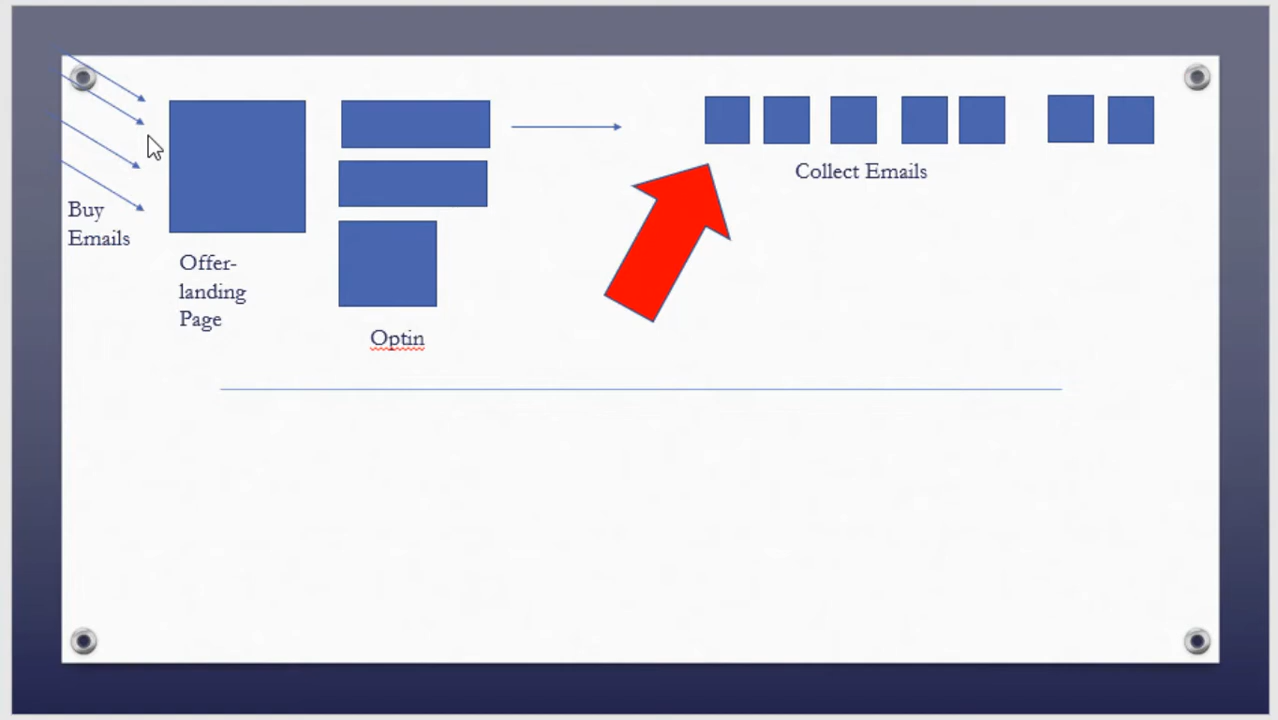 Buy
Emails
Offer-
landing
Page
Optin
Collect Emails